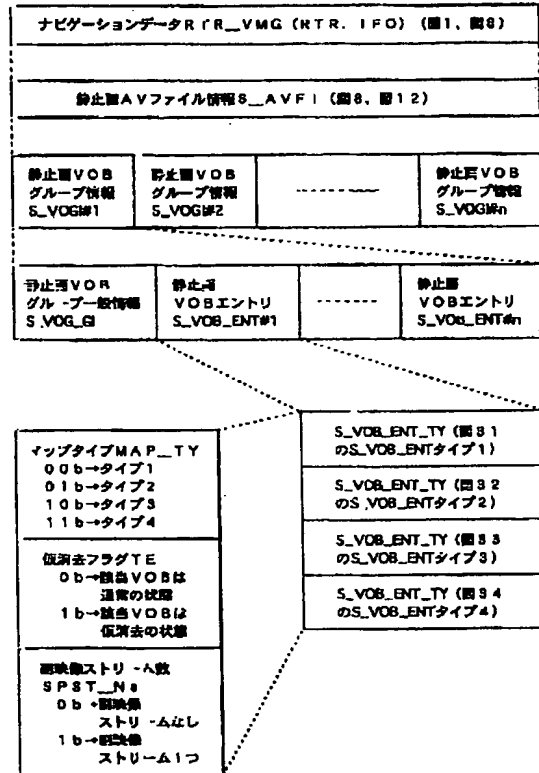 ナビゲーションデータRTR__VMG (RTR. IFO) (図1, 図8)
静止画AVファイル情報S__AVFI (図8, 図12)
静止画VOB
グループ情報
S_VOGI#1
静止画VOB
グループ情報
S_VOGI#2
静止画VOB
グループ情報
S_VOGI#n
静止画VOB
グループ一般情報
S_VOG_GI
静止画
VOBエントリ
S_VOB_ENT#1
静止画
VOBエントリ
S_VOB_ENT#n
マップタイプMAP__TY
00b→タイプ1
01b→タイプ2
10b→タイプ3
11b→タイプ4
仮消去フラグTE
0b→該当VOBは
通常の状態
1b→該当VOBは
仮消去の状態
副映像ストリーム数
SPST__Ns
0b→副映像
ストリームなし
1b→副映像
ストリーム1つ
S_VOB_ENT_TY (図31
のS_VOB_ENTタイプ1)
S_VOB_ENT_TY (図32
のS_VOB_ENTタイプ2)
S_VOB_ENT_TY (図33
のS_VOB_ENTタイプ3)
S_VOB_ENT_TY (図34
のS_VOB_ENTタイプ4)